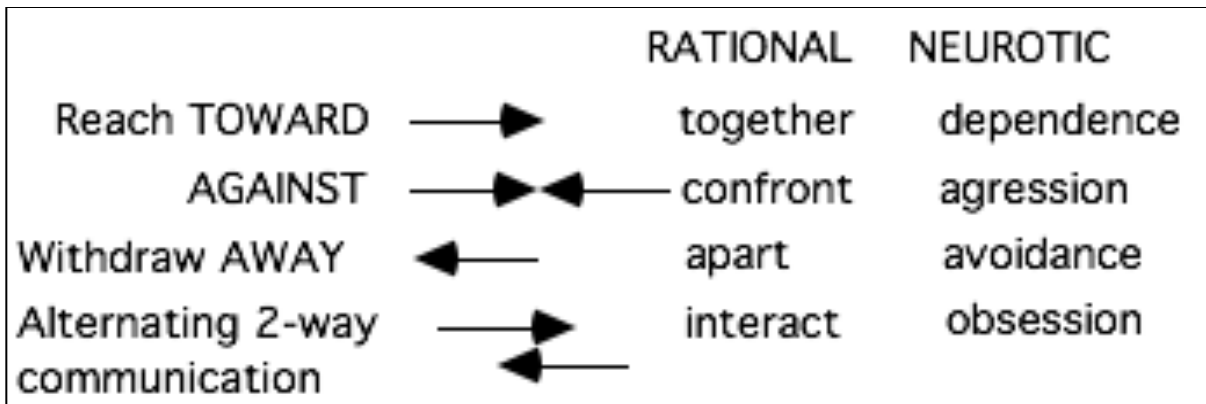 RATIONAL NEUROTIC
Reach TOWARD together dependence
AGAINST confront agression
Withdraw AWAY apart avoidance
Alternating 2-way interact obsession
communication